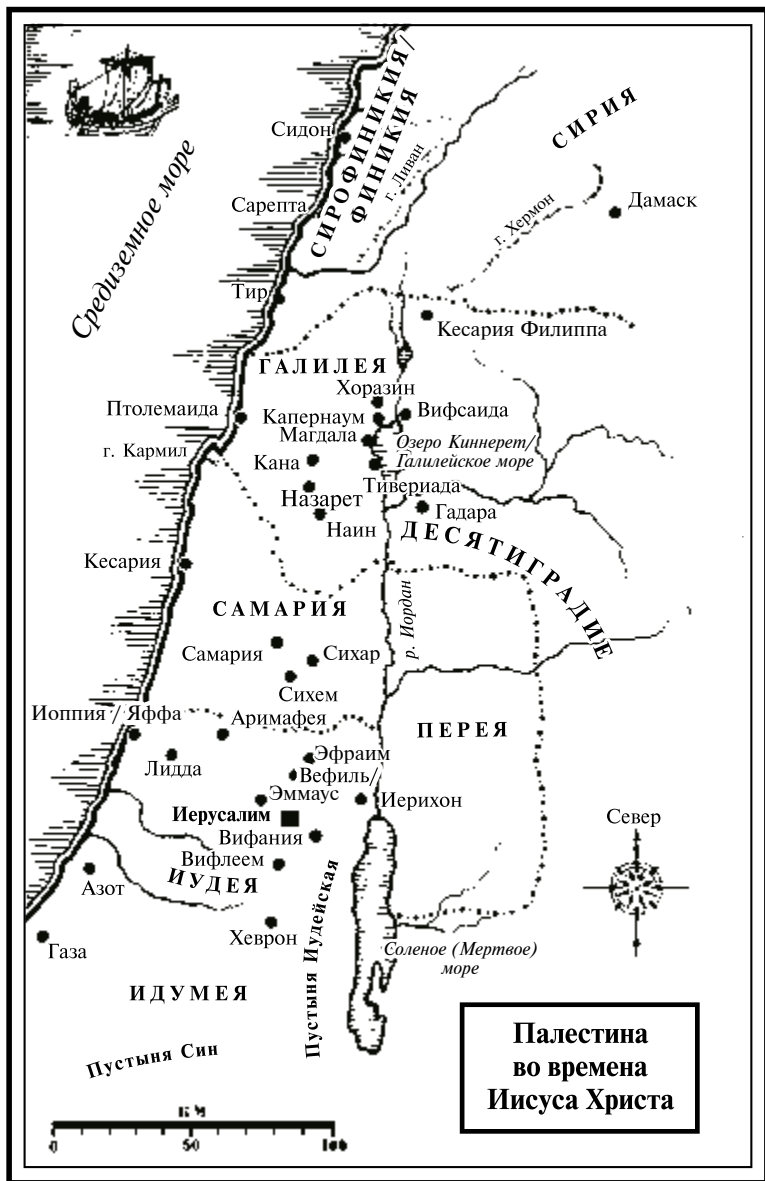 СИРОФИНИКИЯ/
ФИНИКИЯ
СИРИЯ
Сидон
г. Ливан
Средиземное море
Сарепта
г. Хермон
Дамаск
Тир
Кесария Филиппа
ГАЛИЛЕЯ
Хоразин
Птолемаида
Капернаум
Вифсаида
Магдала
Озеро Киннерет/
Галилейское море
г. Кармил
Кана
Тивериада
Назарет
Гадара
Наин
ДЕСЯТИГРАДИЕ
Кесария
САМАРИЯ
р. Иордан
Самария
Сихар
Сихем
Иоппия / Яффа
Аримафея
ПЕРЕЯ
Эфраим
Лидда
Вефиль/
Эммаус
Иерихон
Иерусалим
Север
Вифания
Вифлеем
ИУДЕЯ
Азот
Пустыня Иудейская
Хеврон
Газа
Соленое (Мертвое)
море
ИДУМЕЯ
Пустыня Син
Палестина
во времена
Иисуса Христа
КМ
0 50 100